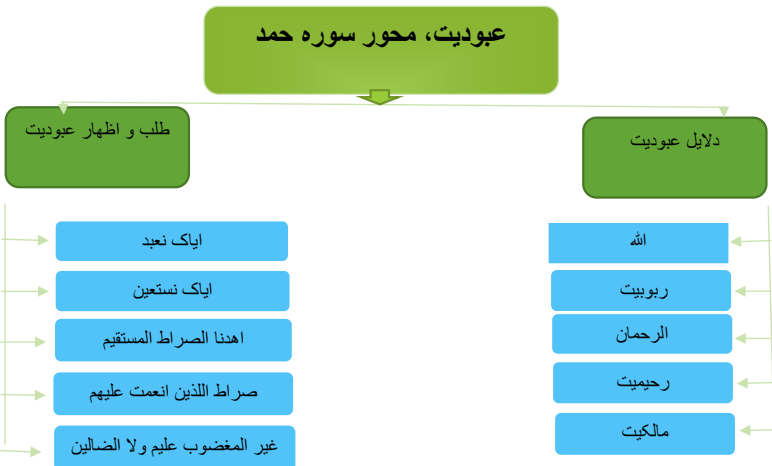 عبودیت، محور سوره حمد
دلایل عبودیت
الله
ربوبیت
الرحمان
رحیمیت
مالکیت
طلب و اظهار عبودیت
ایاک نعبد
ایاک نستعین
اهدنا الصراط المستقیم
صراط اللذین انعمت علیهم
غیر المغضوب علیم ولا الضالین